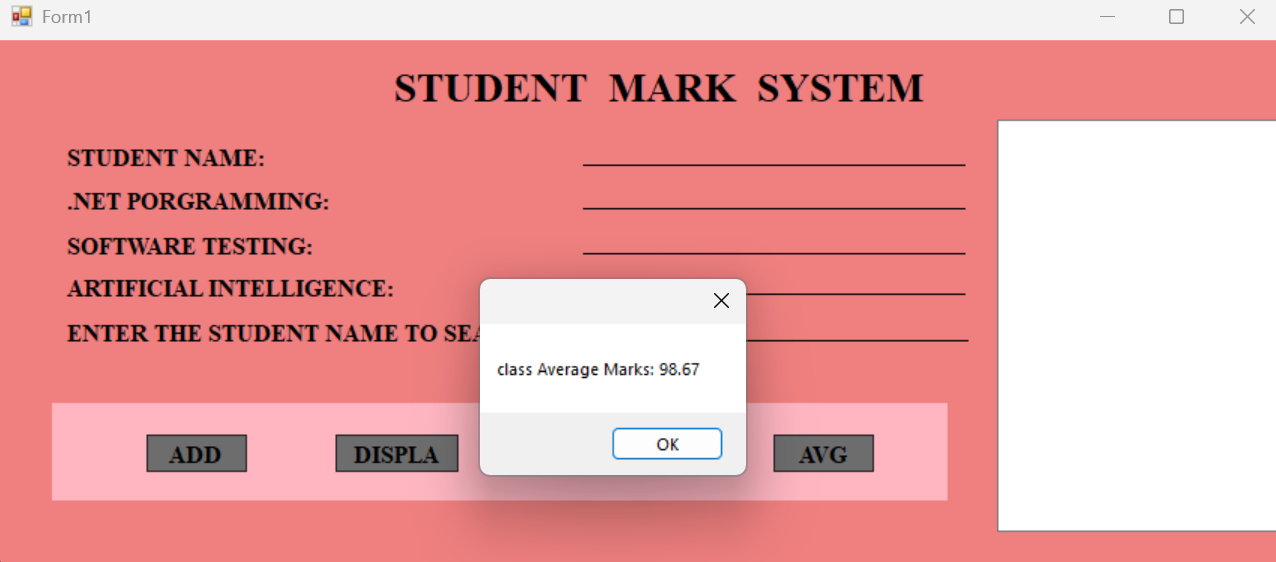 Form1
STUDENT MARK SYSTEM
STUDENT NAME:
.NET PORGRAMMING:
SOFTWARE TESTING:
ARTIFICIAL INTELLIGENCE:
ENTER THE STUDENT NAME TO
class Average Marks: 98.67
OK
ADD DISPLA AVG